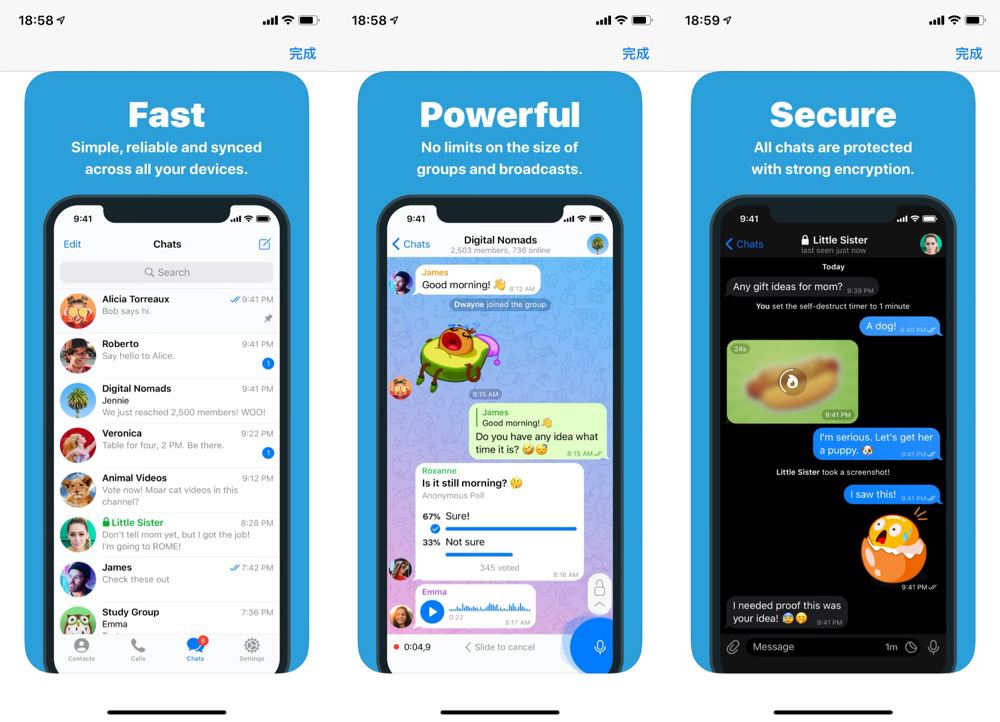 18:58
完成
Fast
Simple, reliable and synced
across all your devices.
9:41
Edit
Chats
Search
Alicia Torreaux
9:41 PM
Bob says hi.
Roberto
9:41 PM
Say hello to Alice.
1
Digital Nomads
9:41 PM
Jennie
We just reached 2,500 members! WOO!
Veronica
9:22 PM
Table for four, 2 PM. Be there.
1
Animal Videos
9:12 PM
Vote now! Moar cat videos in this
channel?
Little Sister
8:28 PM
Don't tell mom yet, but I got the job!
I'm going to ROME!
James
7:42 PM
Check these out
Study Group
7:36 PM
Emma
Contacts
Calls
Chats
8
Settings
18:58
完成
Powerful
No limits on the size of
groups and broadcasts.
9:41
Chats
Digital Nomads
2,503 members, 736 online
James
Good morning! 👋
8:12 AM
Dwayne joined the group
8:15 AM
James
Good morning! 👋
Do you have any idea what
time it is? 🤣😴
8:15 AM
Roxanne
Is it still morning? 🤔
Anonymous Poll
67% Sure!
33% Not sure
345 voted
8:16 AM
Emma
0:22
8:17 AM
0:04,9
Slide to cancel
18:59
完成
Secure
All chats are protected
with strong encryption.
9:41
Chats
Little Sister
last seen just now
Today
Any gift ideas for mom?
9:39 PM
You set the self-destruct timer to 1 minute
A dog!
9:40 PM
24s
9:41 PM
I'm serious. Let's get her
a puppy. 🐶
9:41 PM
Little Sister took a screenshot!
I saw this!
9:41 PM
9:41 PM
I needed proof this was
your idea! 😰🤭
9:41 PM
Message
1m